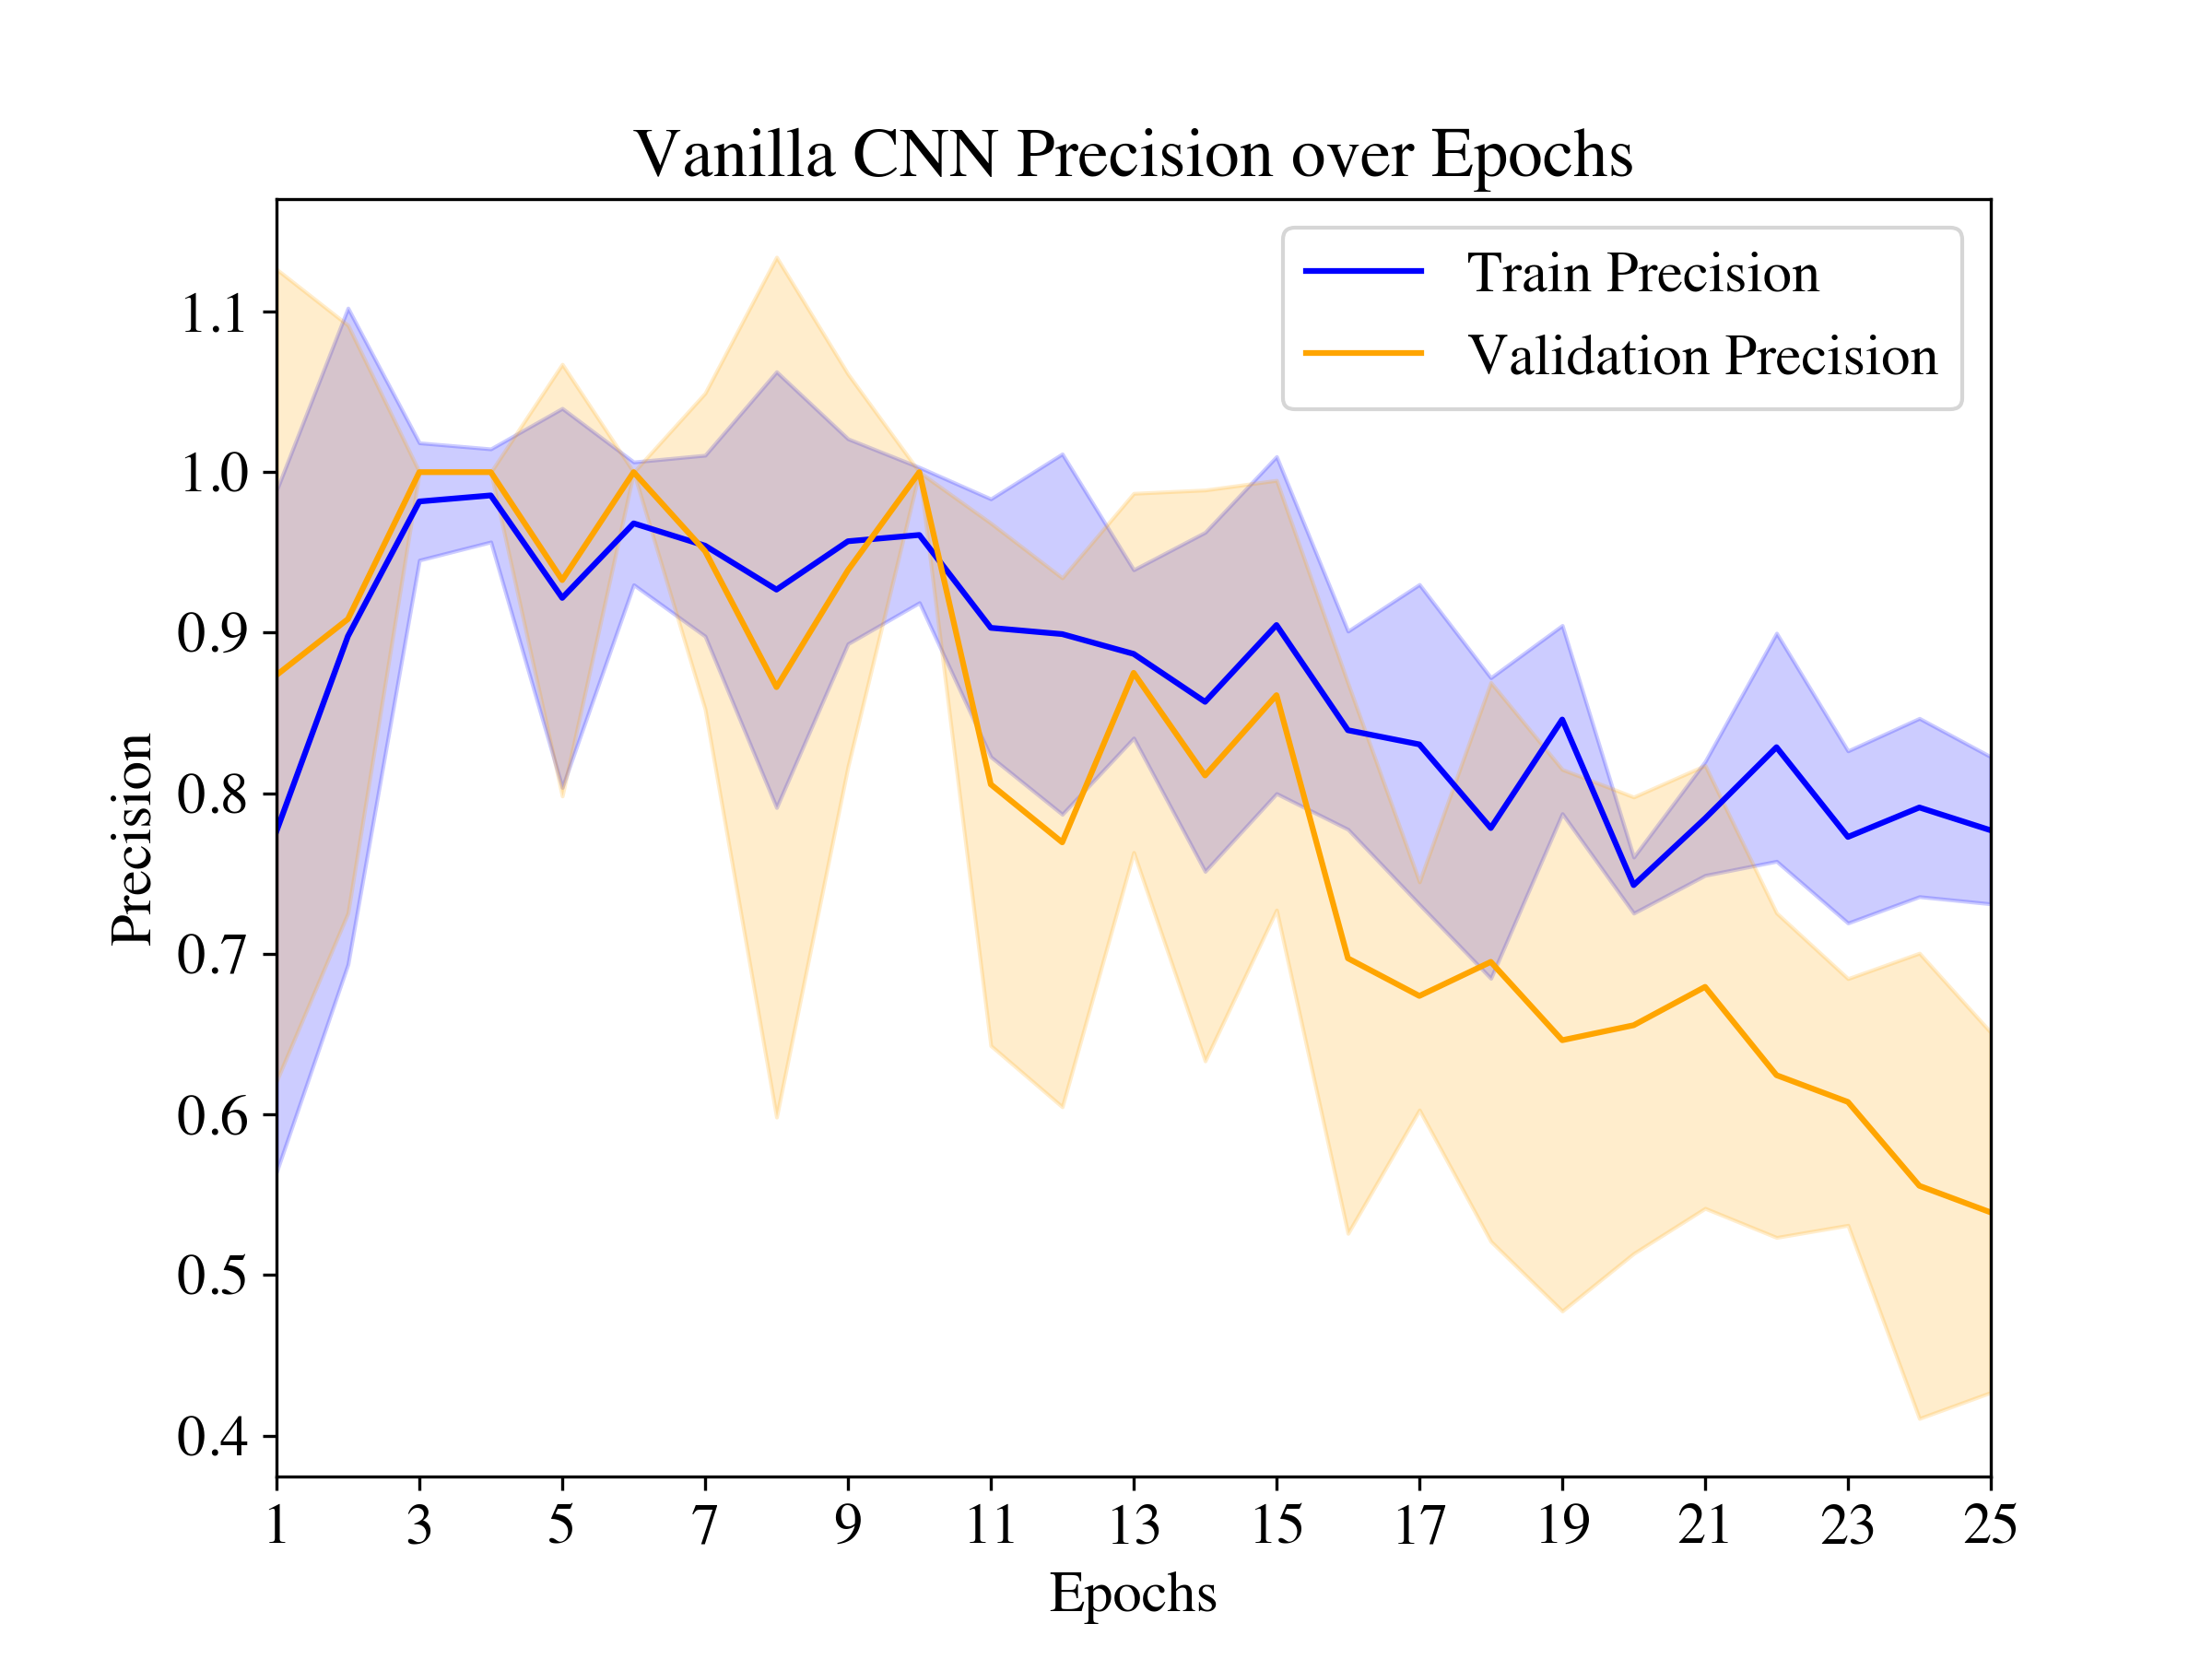 Vanilla CNN Precision over Epochs
Train Precision
Validation Precision
Precision
1.1
1.0
0.9
0.8
0.7
0.6
0.5
0.4
1 3 5 7 9 11 13 15 17 19 21 23 25
Epochs